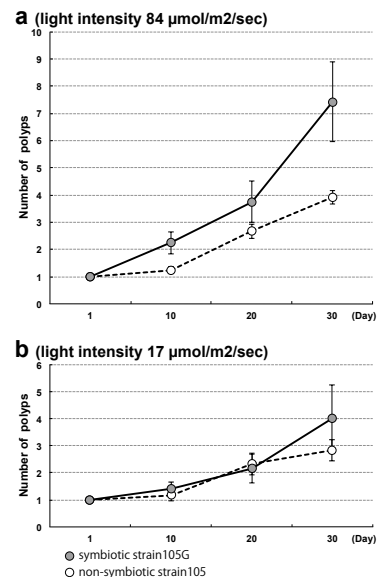 a (light intensity 84 µmol/m2/sec)
10
9
8
7
6
5
4
3
2
1
0
Number of polyps
1 10 20 30 (Day)
b (light intensity 17 µmol/m2/sec)
6
5
4
3
2
1
0
Number of polyps
1 10 20 30 (Day)
symbiotic strain105G
non-symbiotic strain105